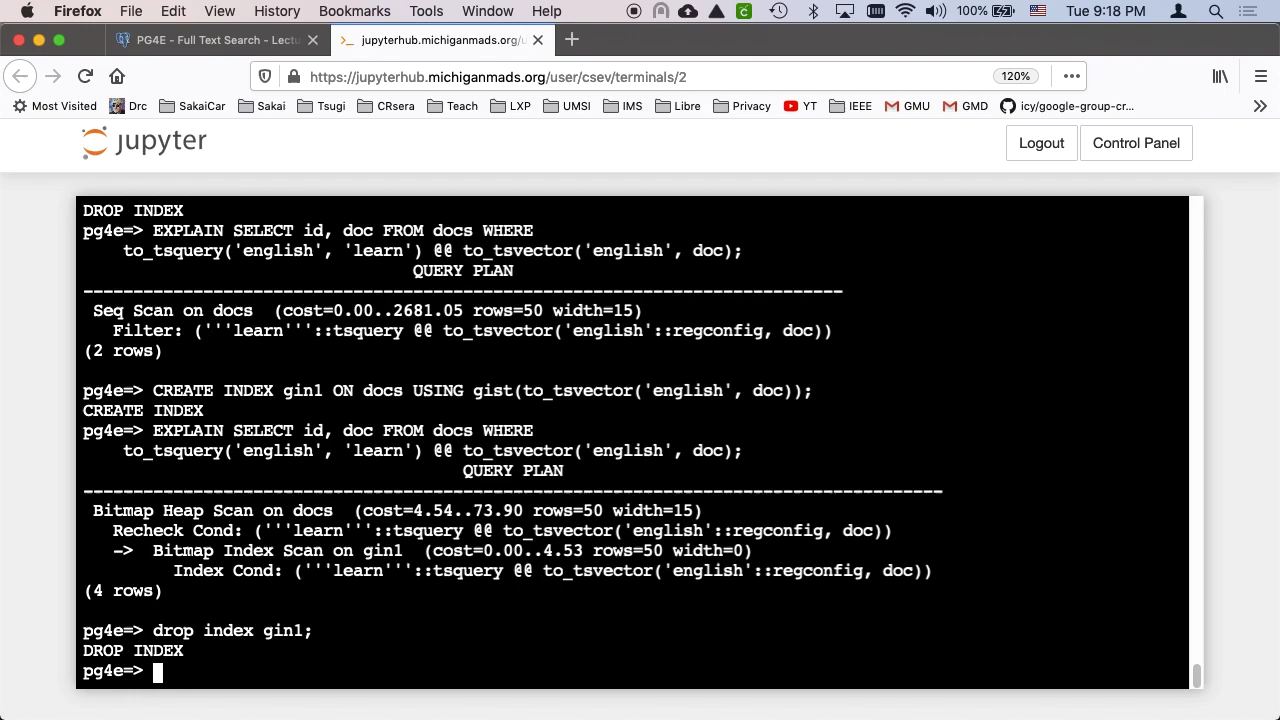 Firefox File Edit View History Bookmarks Tools Window Help 100% Tue 9:18 PM
PG4E - Full Text Search - Lectu jupyterhub.michiganmads.org/u
https://jupyterhub.michiganmads.org/user/csev/terminals/2 120%
Most Visited Drc SakaiCar Sakai Tsugi CRsera Teach LXP UMSI IMS Libre Privacy YT IEEE GMU GMD icy/google-group-cr...
jupyter Logout Control Panel
DROP INDEX
pg4e=> EXPLAIN SELECT id, doc FROM docs WHERE
    to_tsquery('english', 'learn') @@ to_tsvector('english', doc);
                                 QUERY PLAN
----------------------------------------------------------------------------
 Seq Scan on docs  (cost=0.00..2681.05 rows=50 width=15)
   Filter: ('''learn'''::tsquery @@ to_tsvector('english'::regconfig, doc))
(2 rows)
pg4e=> CREATE INDEX gin1 ON docs USING gist(to_tsvector('english', doc));
CREATE INDEX
pg4e=> EXPLAIN SELECT id, doc FROM docs WHERE
    to_tsquery('english', 'learn') @@ to_tsvector('english', doc);
                                      QUERY PLAN
--------------------------------------------------------------------------------------
 Bitmap Heap Scan on docs  (cost=4.54..73.90 rows=50 width=15)
   Recheck Cond: ('''learn'''::tsquery @@ to_tsvector('english'::regconfig, doc))
   ->  Bitmap Index Scan on gin1  (cost=0.00..4.53 rows=50 width=0)
         Index Cond: ('''learn'''::tsquery @@ to_tsvector('english'::regconfig, doc))
(4 rows)
pg4e=> drop index gin1;
DROP INDEX
pg4e=>